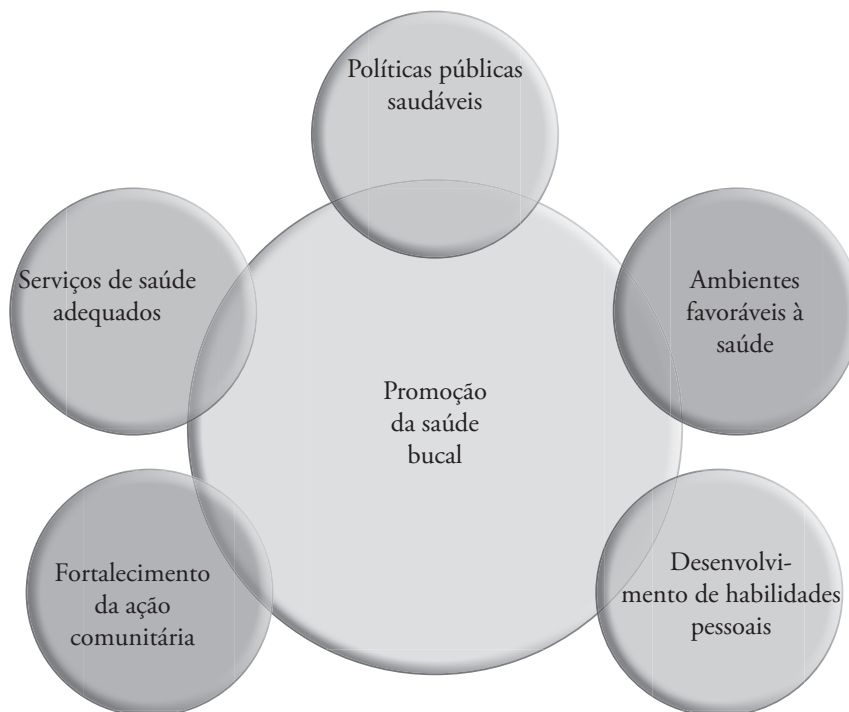 Políticas públicas
saudáveis
Serviços de saúde
adequados
Ambientes
favoráveis à
saúde
Promoção
da saúde
bucal
Fortalecimento
da ação
comunitária
Desenvolvi-
mento de habilidades
pessoais